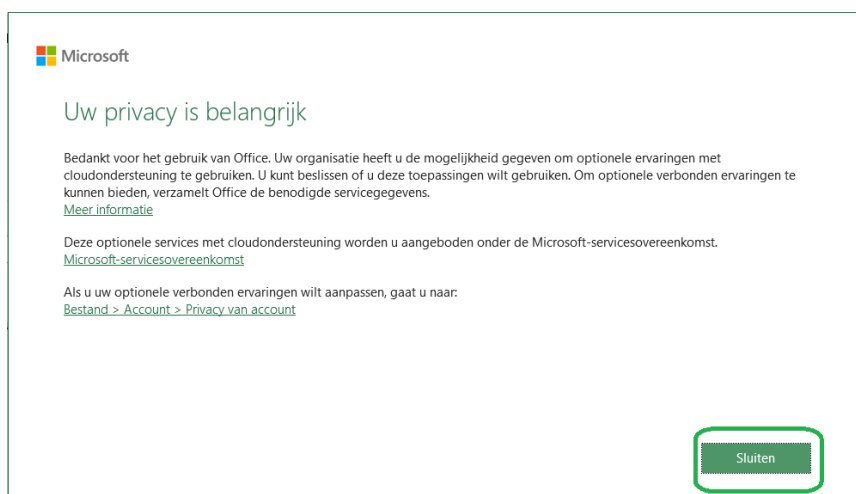 Microsoft
Uw privacy is belangrijk
Bedankt voor het gebruik van Office. Uw organisatie heeft u de mogelijkheid gegeven om optionele ervaringen met
cloudondersteuning te gebruiken. U kunt beslissen of u deze toepassingen wilt gebruiken. Om optionele verbonden ervaringen te
kunnen bieden, verzamelt Office de benodigde servicegegevens.
Meer informatie
Deze optionele services met cloudondersteuning worden u aangeboden onder de Microsoft-servicesovereenkomst.
Microsoft-servicesovereenkomst
Als u uw optionele verbonden ervaringen wilt aanpassen, gaat u naar:
Bestand > Account > Privacy van account
Sluiten